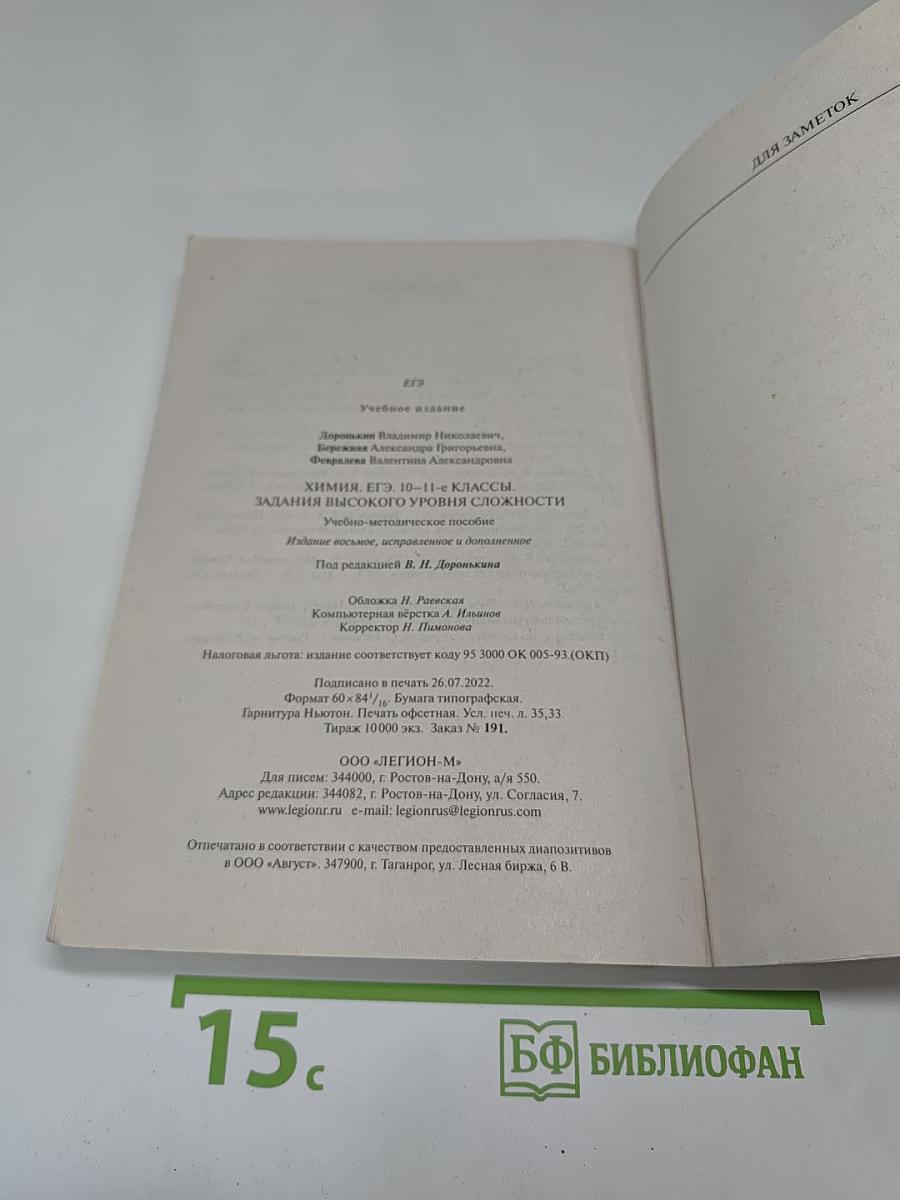 ЕГЭ
Учебное издание
Доронькин Владимир Николаевич,
Бережная Александра Григорьевна,
Февралева Валентина Александровна
ХИМИЯ. ЕГЭ. 10—11-е КЛАССЫ.
ЗАДАНИЯ ВЫСОКОГО УРОВНЯ СЛОЖНОСТИ
Учебно-методическое пособие
Издание восьмое, исправленное и дополненное
Под редакцией В. Н. Доронькина
Обложка Н. Раевская
Компьютерная вёрстка А. Ильинов
Корректор Н. Пимонова
Налоговая льгота: издание соответствует коду 95 3000 ОК 005-93 (ОКП)
Подписано в печать 26.07.2022.
Формат 60×84 1/16. Бумага типографская.
Гарнитура Ньютон. Печать офсетная. Усл. печ. л. 35,33.
Тираж 10 000 экз. Заказ № 191.
ООО «ЛЕГИОН-М»
Для писем: 344000, г. Ростов-на-Дону, а/я 550.
Адрес редакции: 344082, г. Ростов-на-Дону, ул. Согласия, 7.
www.legionr.ru e-mail: legionrus@legionrus.com
Отпечатано в соответствии с качеством предоставленных диапозитивов
в ООО «Август». 347900, г. Таганрог, ул. Лесная биржа, 6 В.
ДЛЯ ЗАМЕТОК
15 с
БФ БИБЛИОФАН